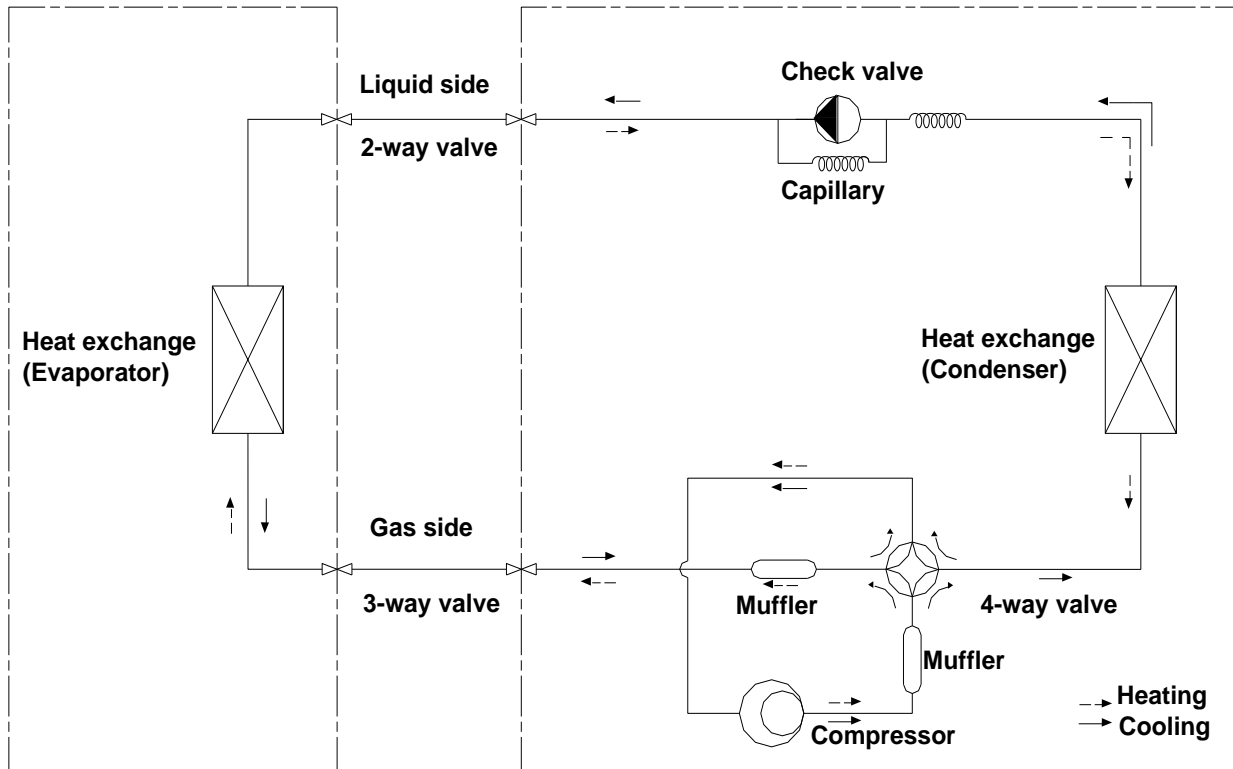 Check valve
Liquid side
2-way valve
Capillary
Heat exchange
(Evaporator)
Heat exchange
(Condenser)
Gas side
3-way valve
Muffler
4-way valve
Muffler
Compressor
Heating
Cooling